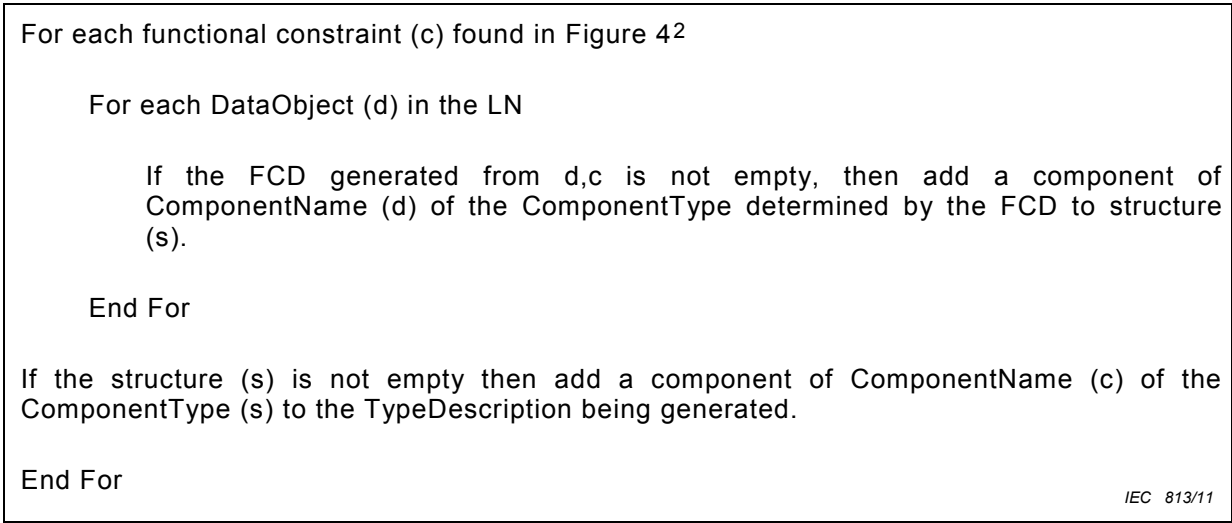 For each functional constraint (c) found in Figure 4²
For each DataObject (d) in the LN
If the FCD generated from d,c is not empty, then add a component of
ComponentName (d) of the ComponentType determined by the FCD to structure
(s).
End For
If the structure (s) is not empty then add a component of ComponentName (c) of the
ComponentType (s) to the TypeDescription being generated.
End For
IEC 813/11